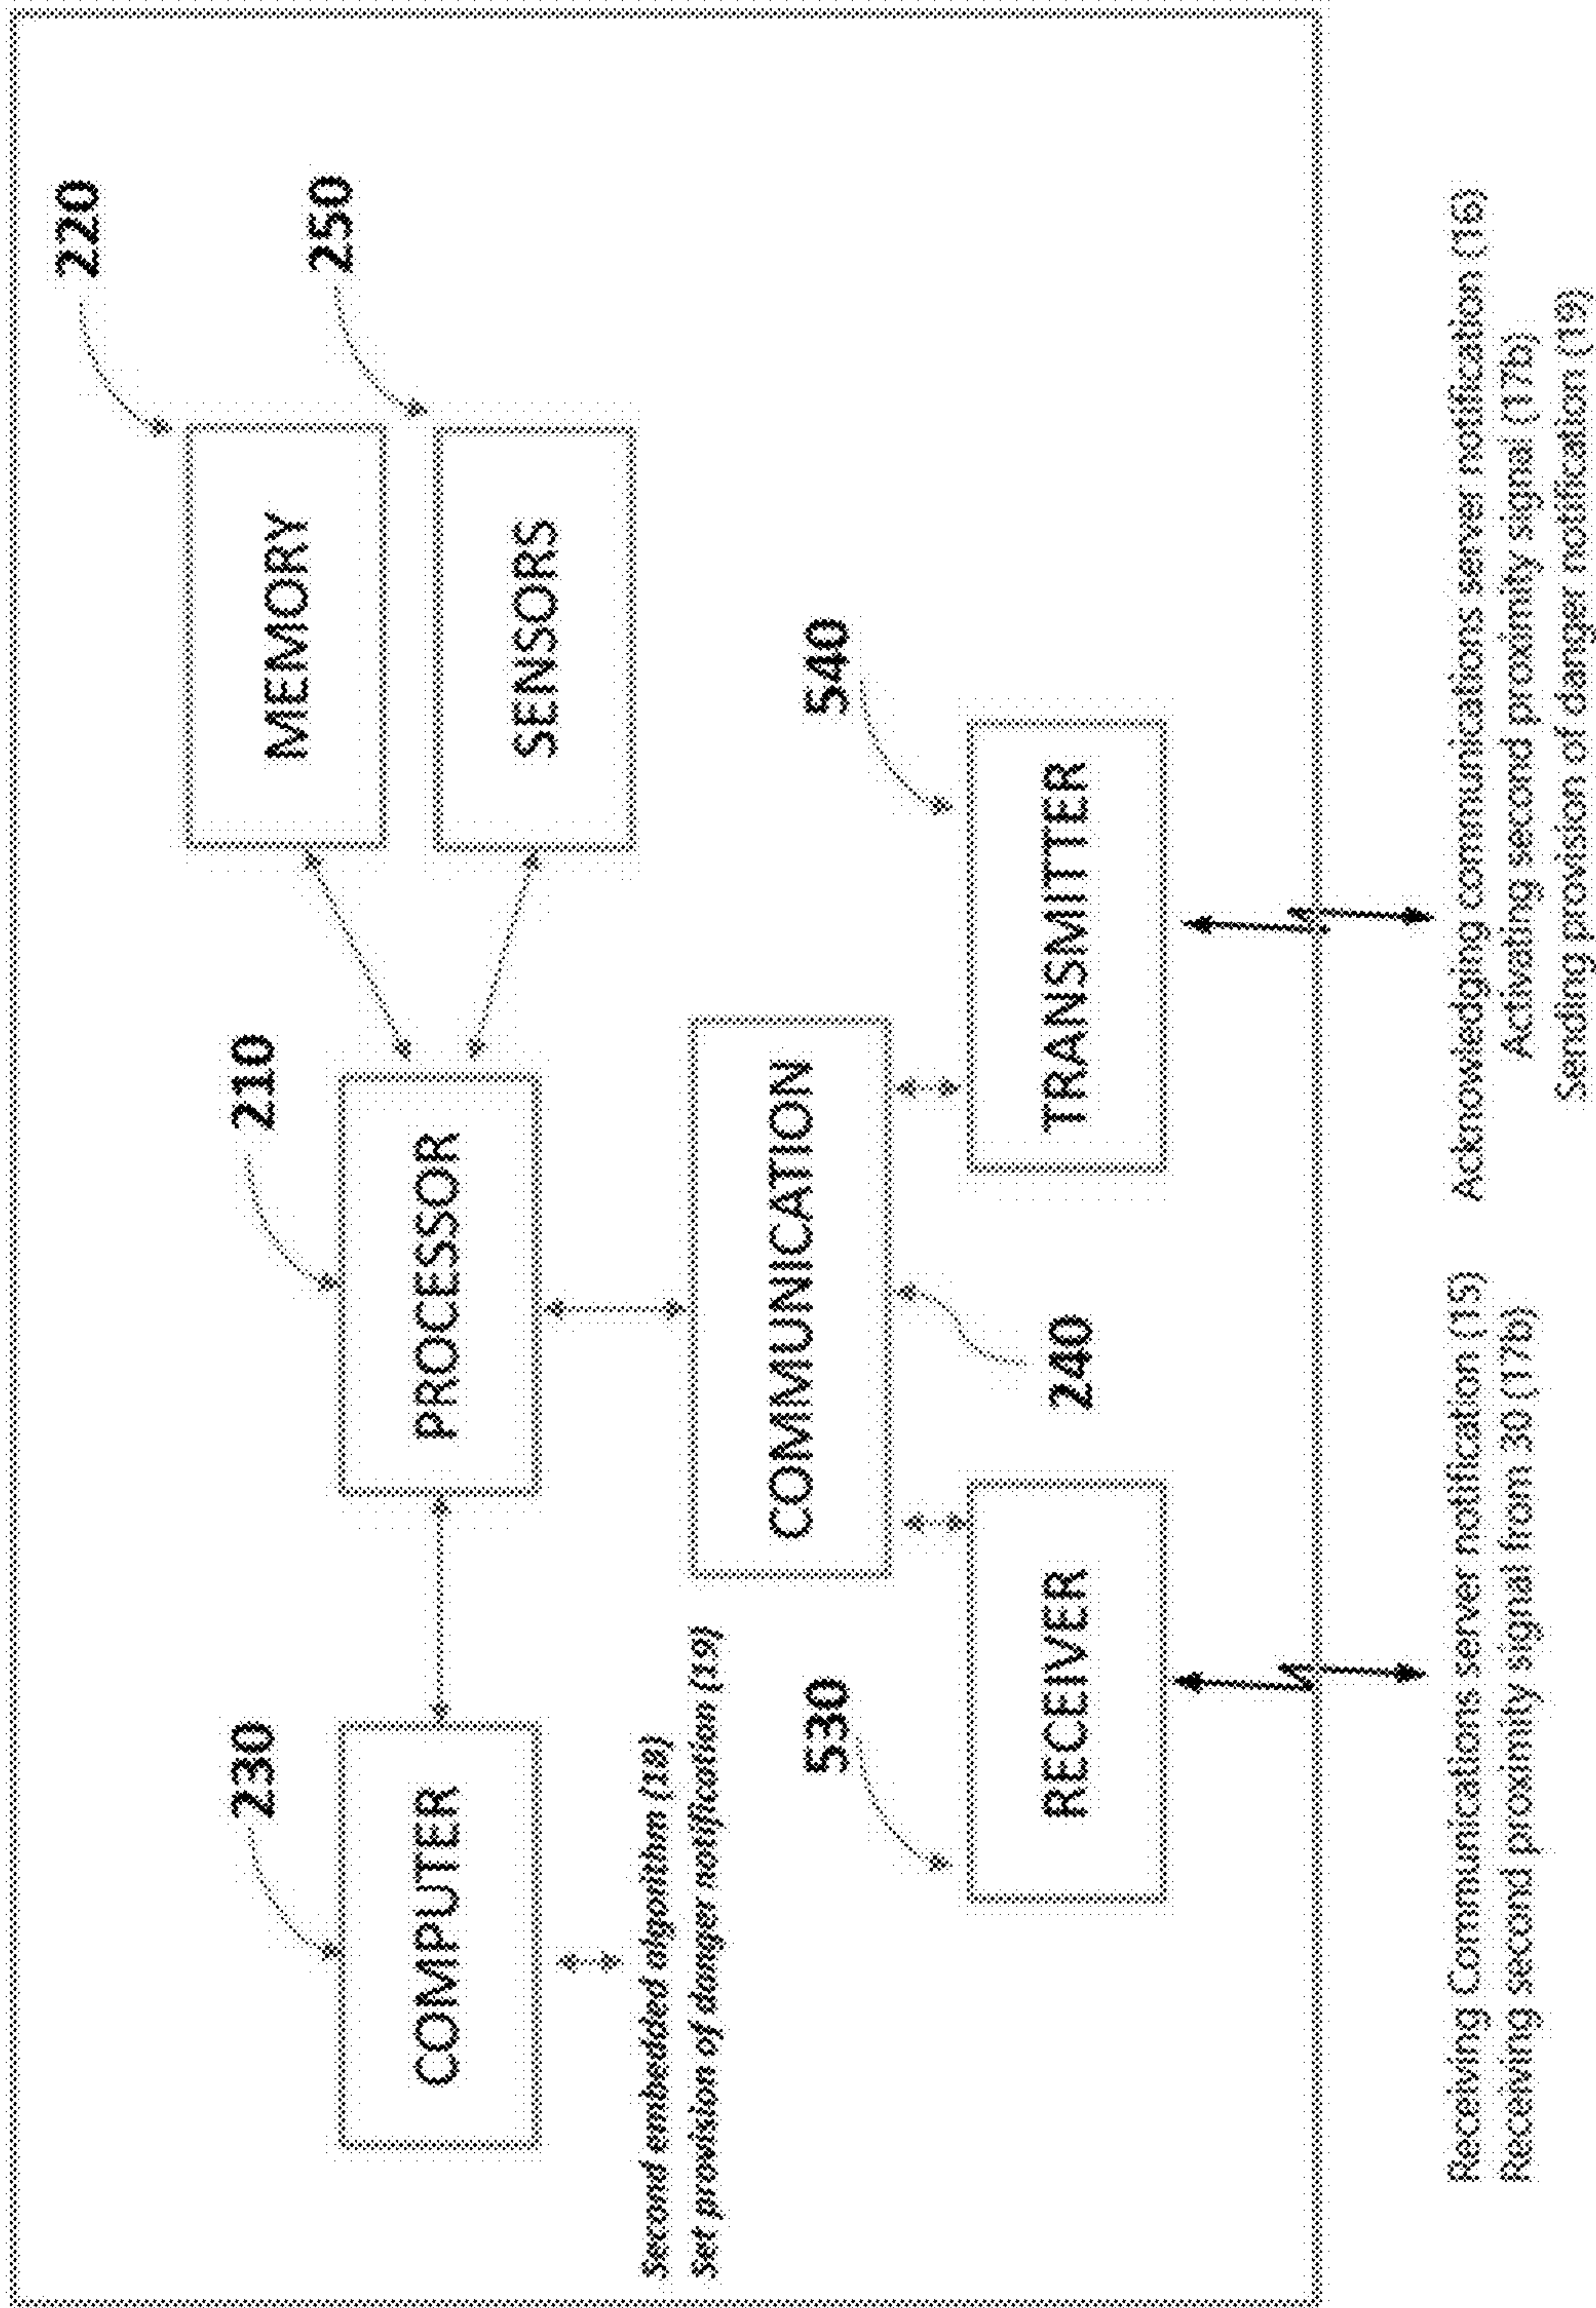 220
MEMORY
250
SENSORS
210
PROCESSOR
230
COMPUTER
Second embedded algorithm [18]
Set provision of danger notification [19]
COMMUNICATION
240
530
RECEIVER
540
TRANSMITTER
Receiving Communications server notification (15)
Receiving second proximity signal from 30 (17b)
Acknowledging communications server notification (16)
Activating second proximity signal (17b)
Sending provision of danger notification (19)